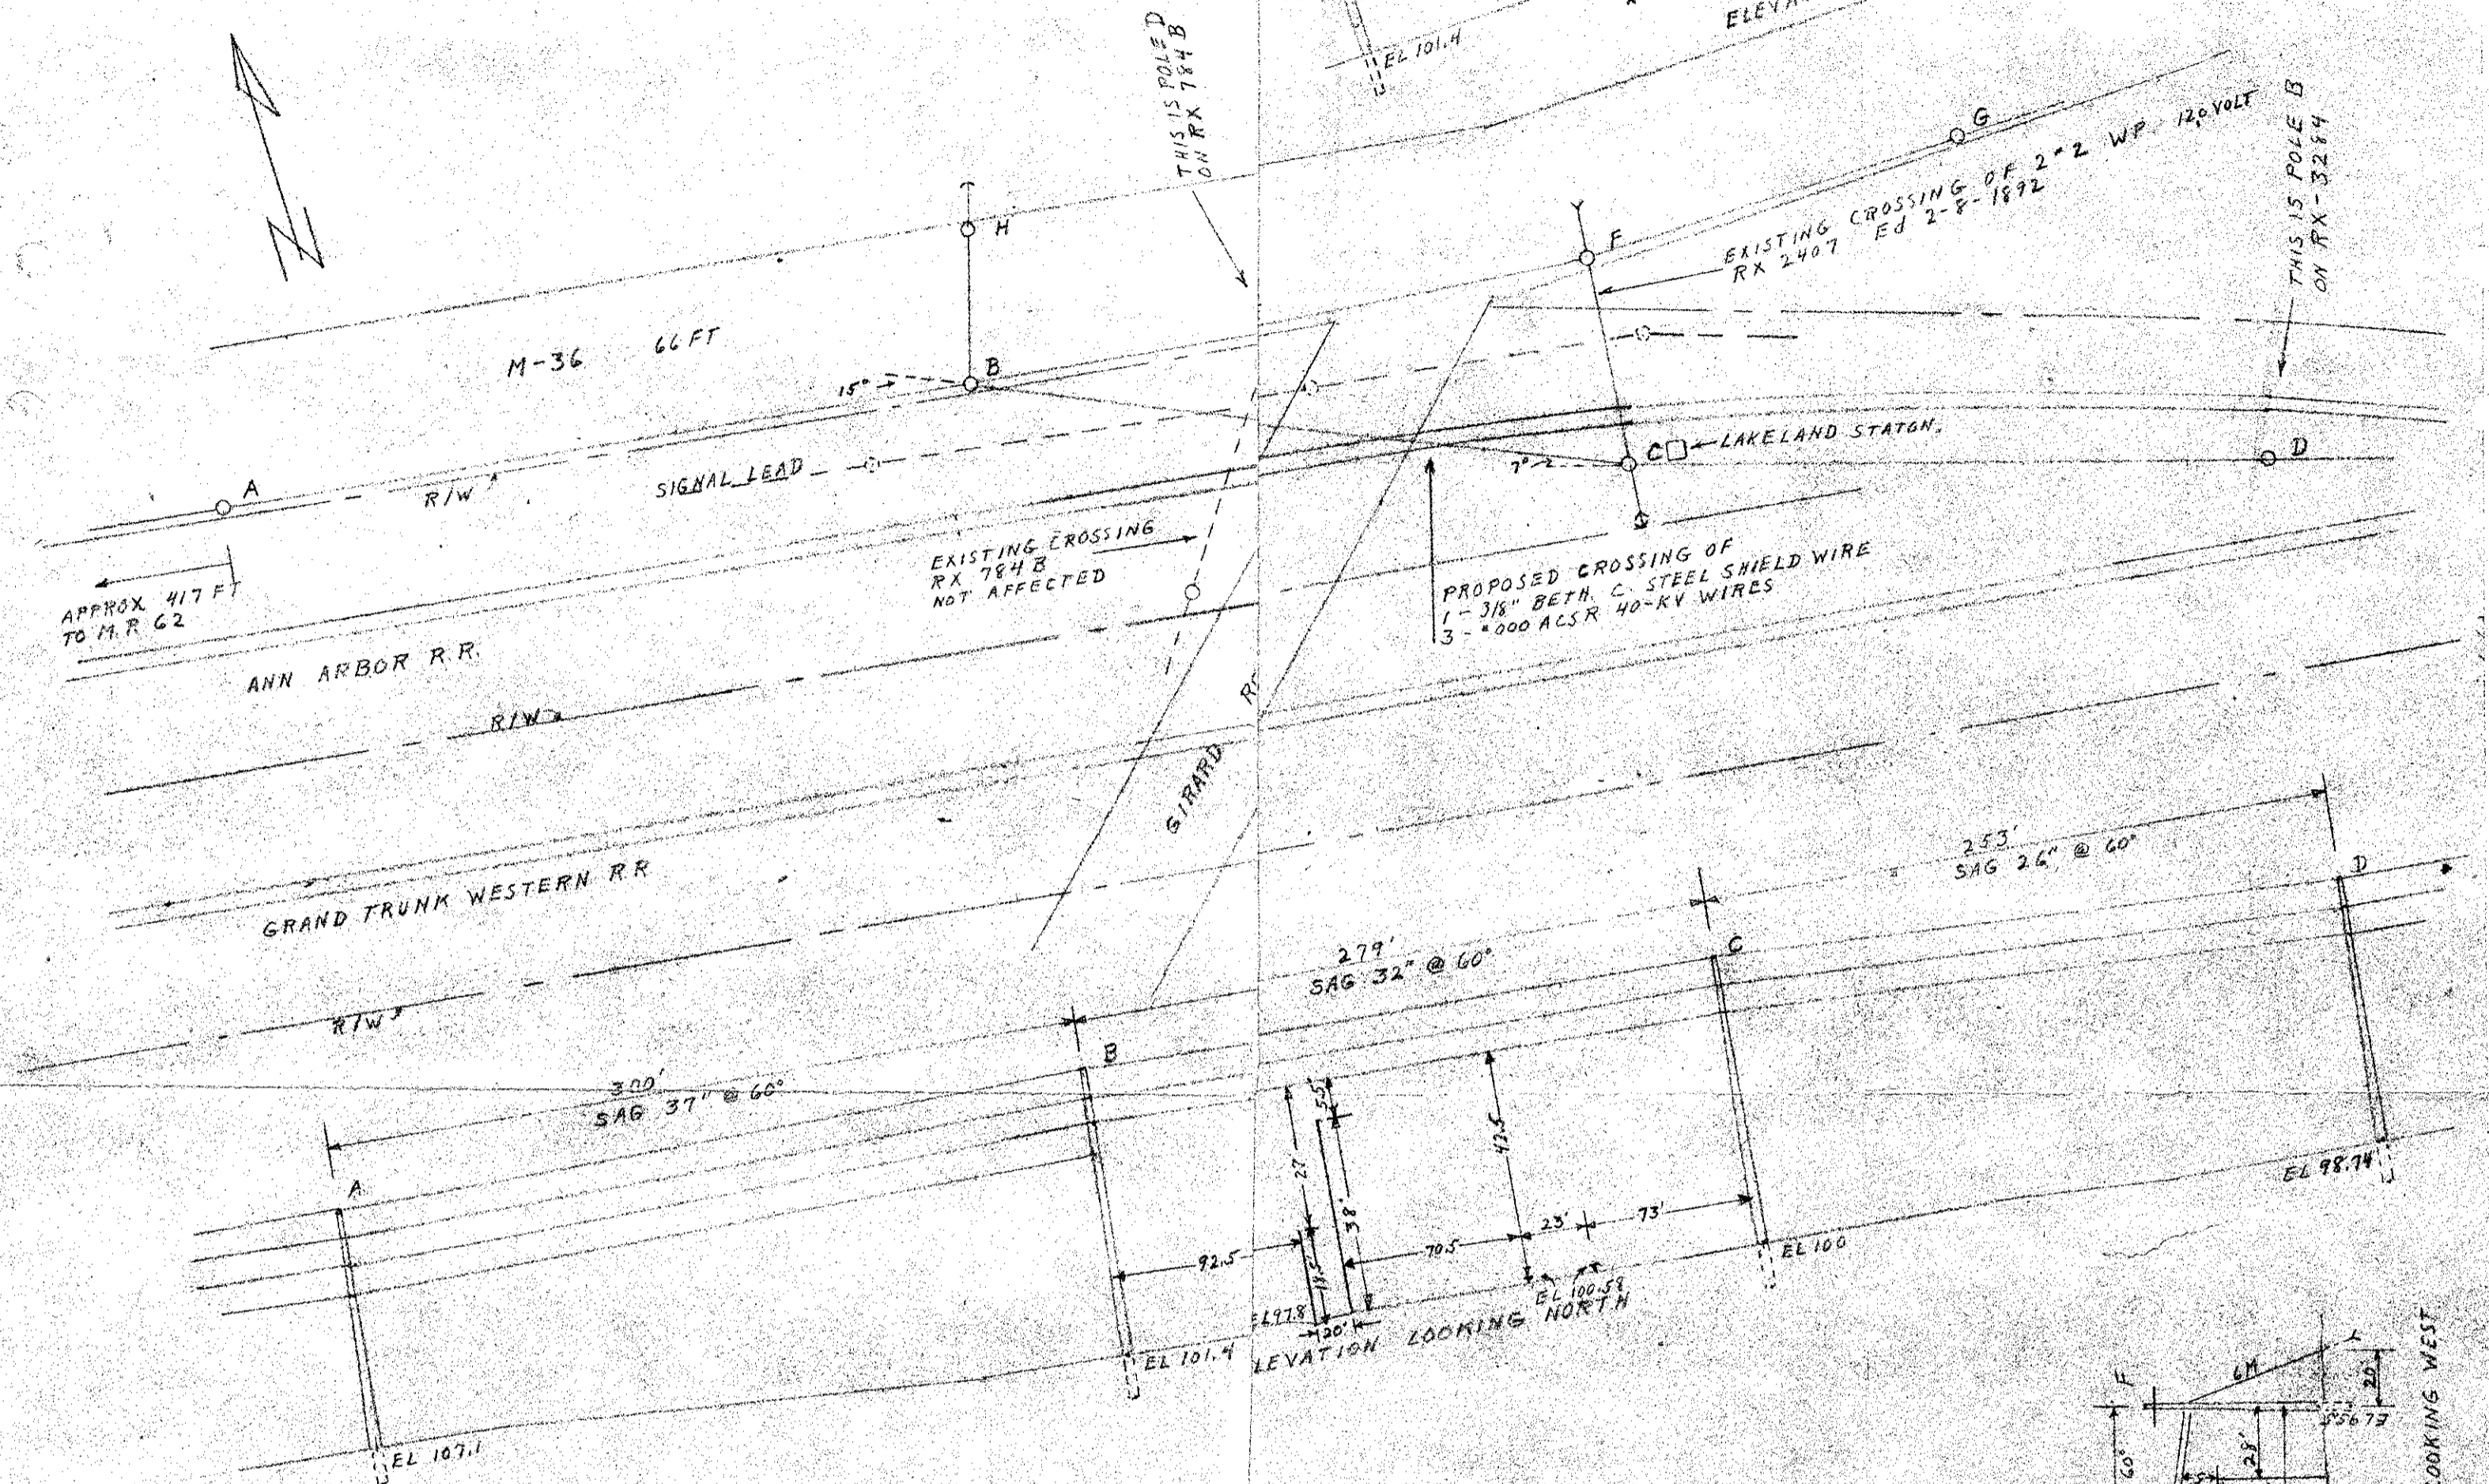 EL 101.4
THIS IS POLE D
ON RX 784 B
G
EXISTING CROSSING OF 2#2 WP 120 VOLT
RX 2407 Ed 2-8-1892
THIS IS POLE B
ON RX-3284
N
H
F
M-36 66 FT
15°
B
A
R/W
SIGNAL LEAD
7°
C
LAKELAND STATON.
D
EXISTING CROSSING
RX 784 B
NOT AFFECTED
PROPOSED CROSSING OF
1 - 3/8" BETH. C. STEEL SHIELD WIRE
3 - #000 ACSR 40-KV WIRES
APPROX 417 FT
TO M.P. 62
ANN ARBOR R.R.
R/W
GIRARD
GRAND TRUNK WESTERN RR
R/W
253'
SAG 26" @ 60°
D
279'
SAG 32" @ 60°
C
B
300'
SAG 37" @ 60°
A
5.5'
27'
38'
42.5
92.5
18.5'
70.5
23'
73'
EL 98.74
EL 100
EL 100.58
EL 97.8
20'
LEVATION LOOKING NORTH
EL 101.4
EL 107.1
LOOKING WEST
F
6M
20'
28'
60°